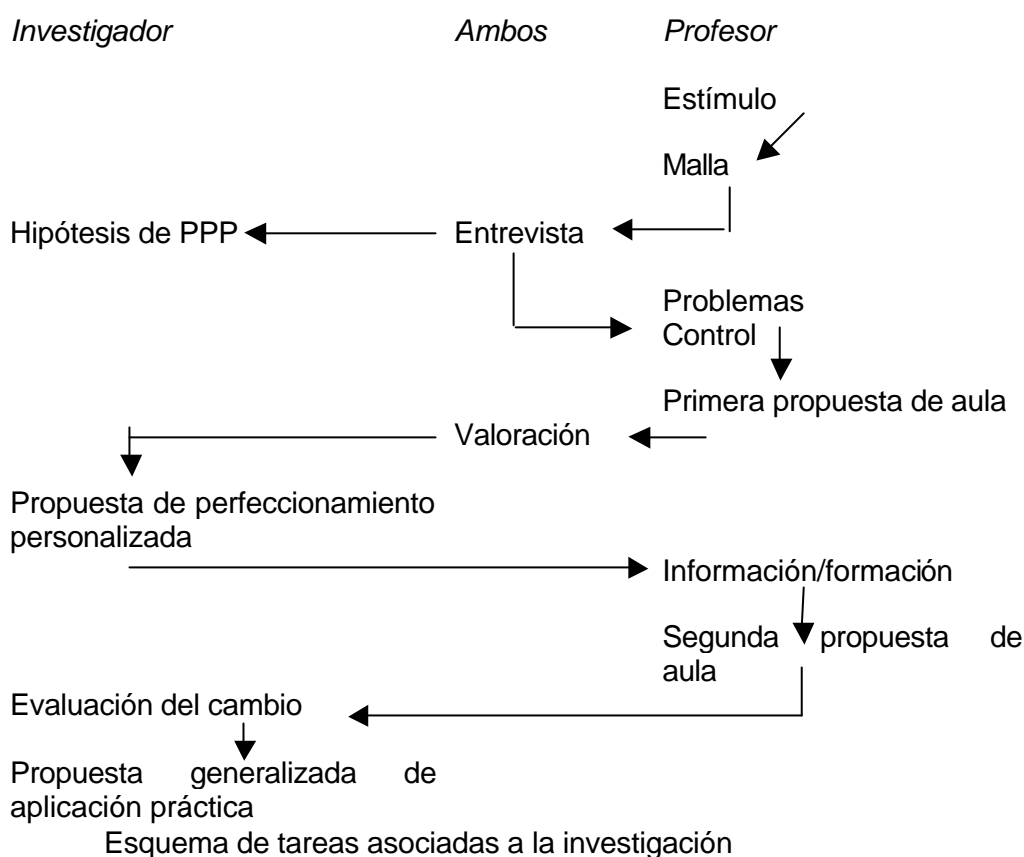 Investigador Ambos Profesor
Estímulo
Malla
Hipótesis de PPP Entrevista
Problemas
Control
Primera propuesta de aula
Valoración
Propuesta de perfeccionamiento
personalizada
Información/formación
Segunda propuesta de
aula
Evaluación del cambio
Propuesta generalizada de
aplicación práctica
Esquema de tareas asociadas a la investigación